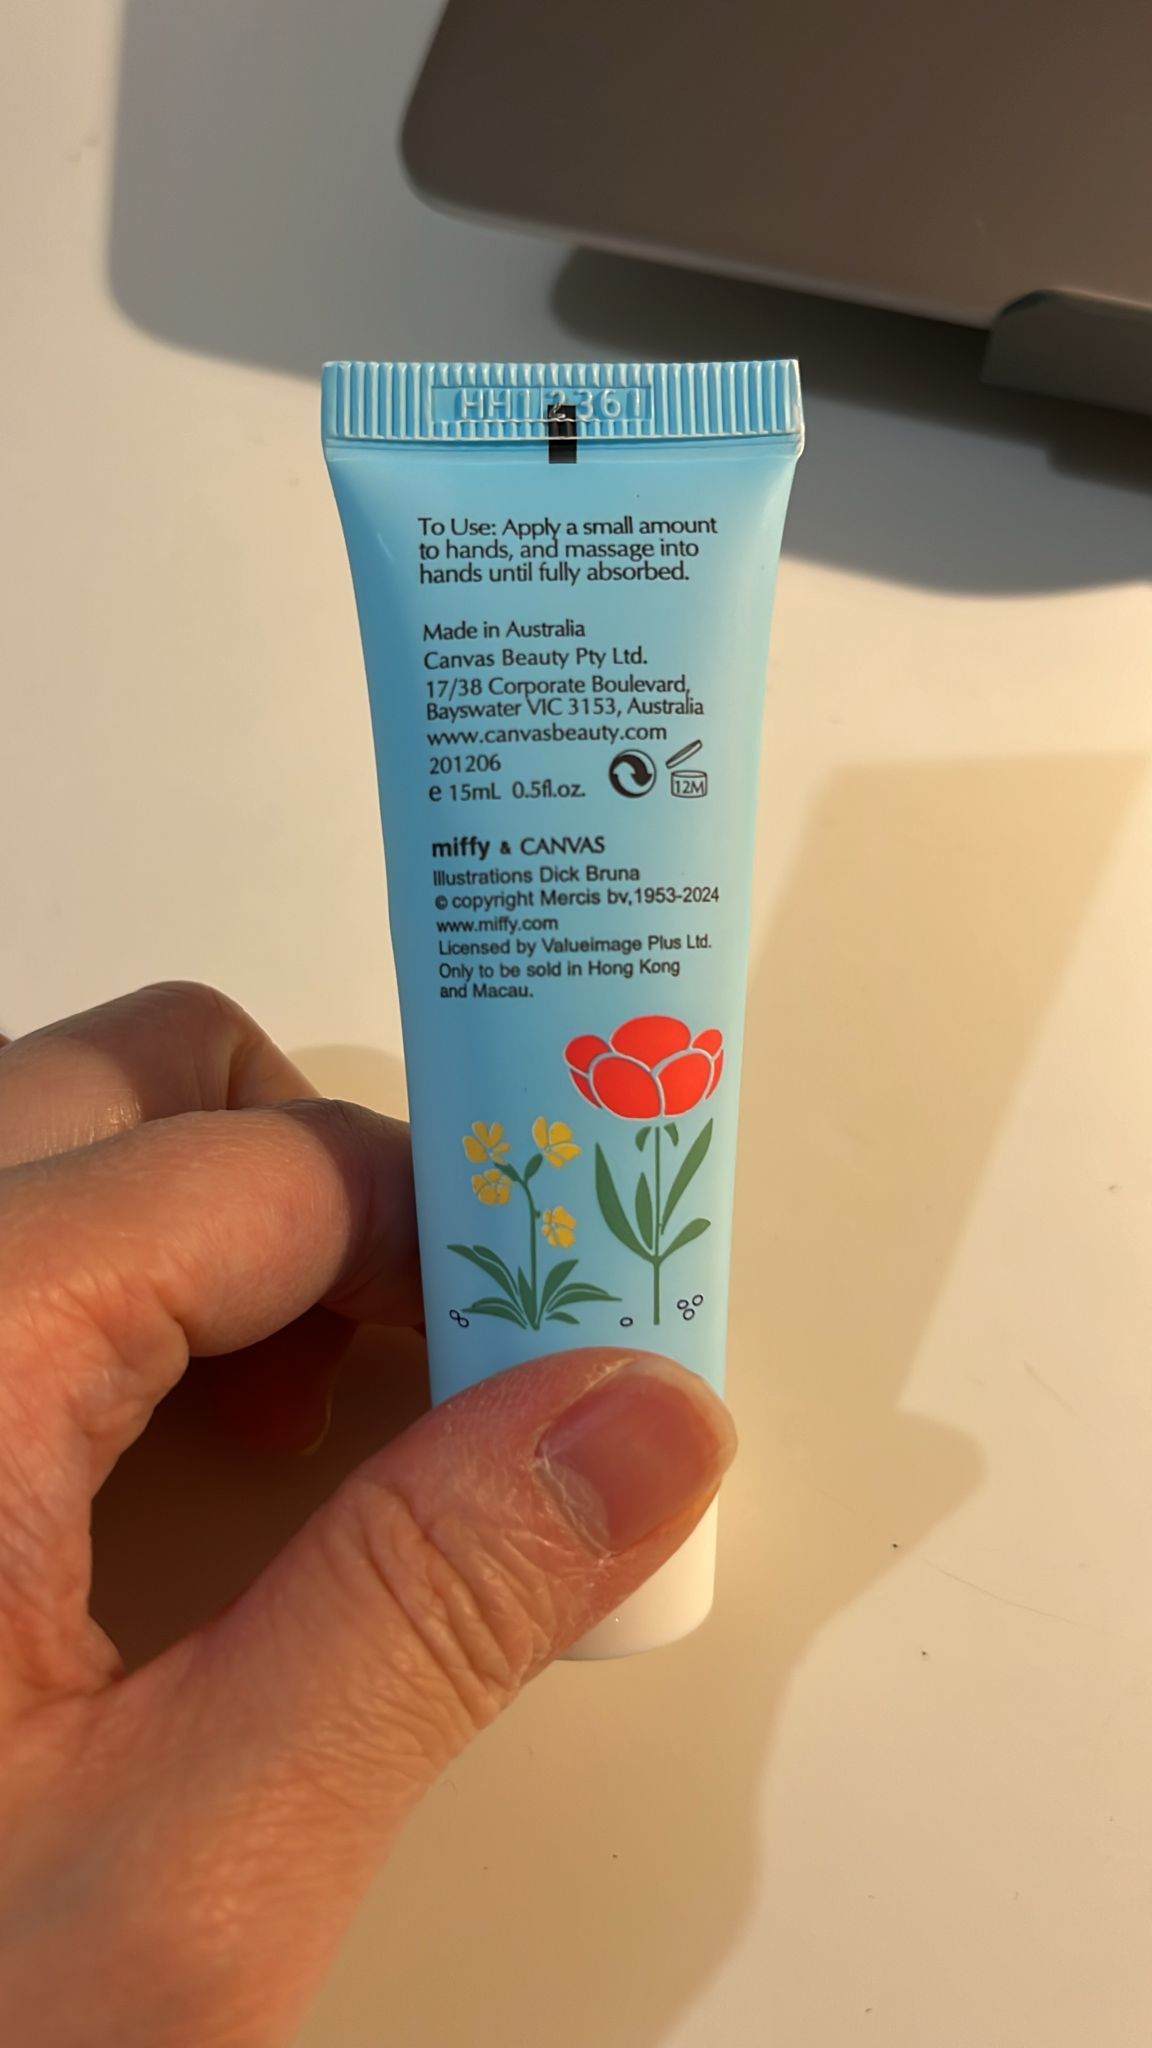 HH12361
To Use: Apply a small amount
to hands, and massage into
hands until fully absorbed.
Made in Australia
Canvas Beauty Pty Ltd.
17/38 Corporate Boulevard,
Bayswater VIC 3153, Australia
www.canvasbeauty.com
201206
e 15mL 0.5fl.oz.
12M
miffy & CANVAS
Illustrations Dick Bruna
© copyright Mercis bv,1953-2024
www.miffy.com
Licensed by Valueimage Plus Ltd.
Only to be sold in Hong Kong
and Macau.